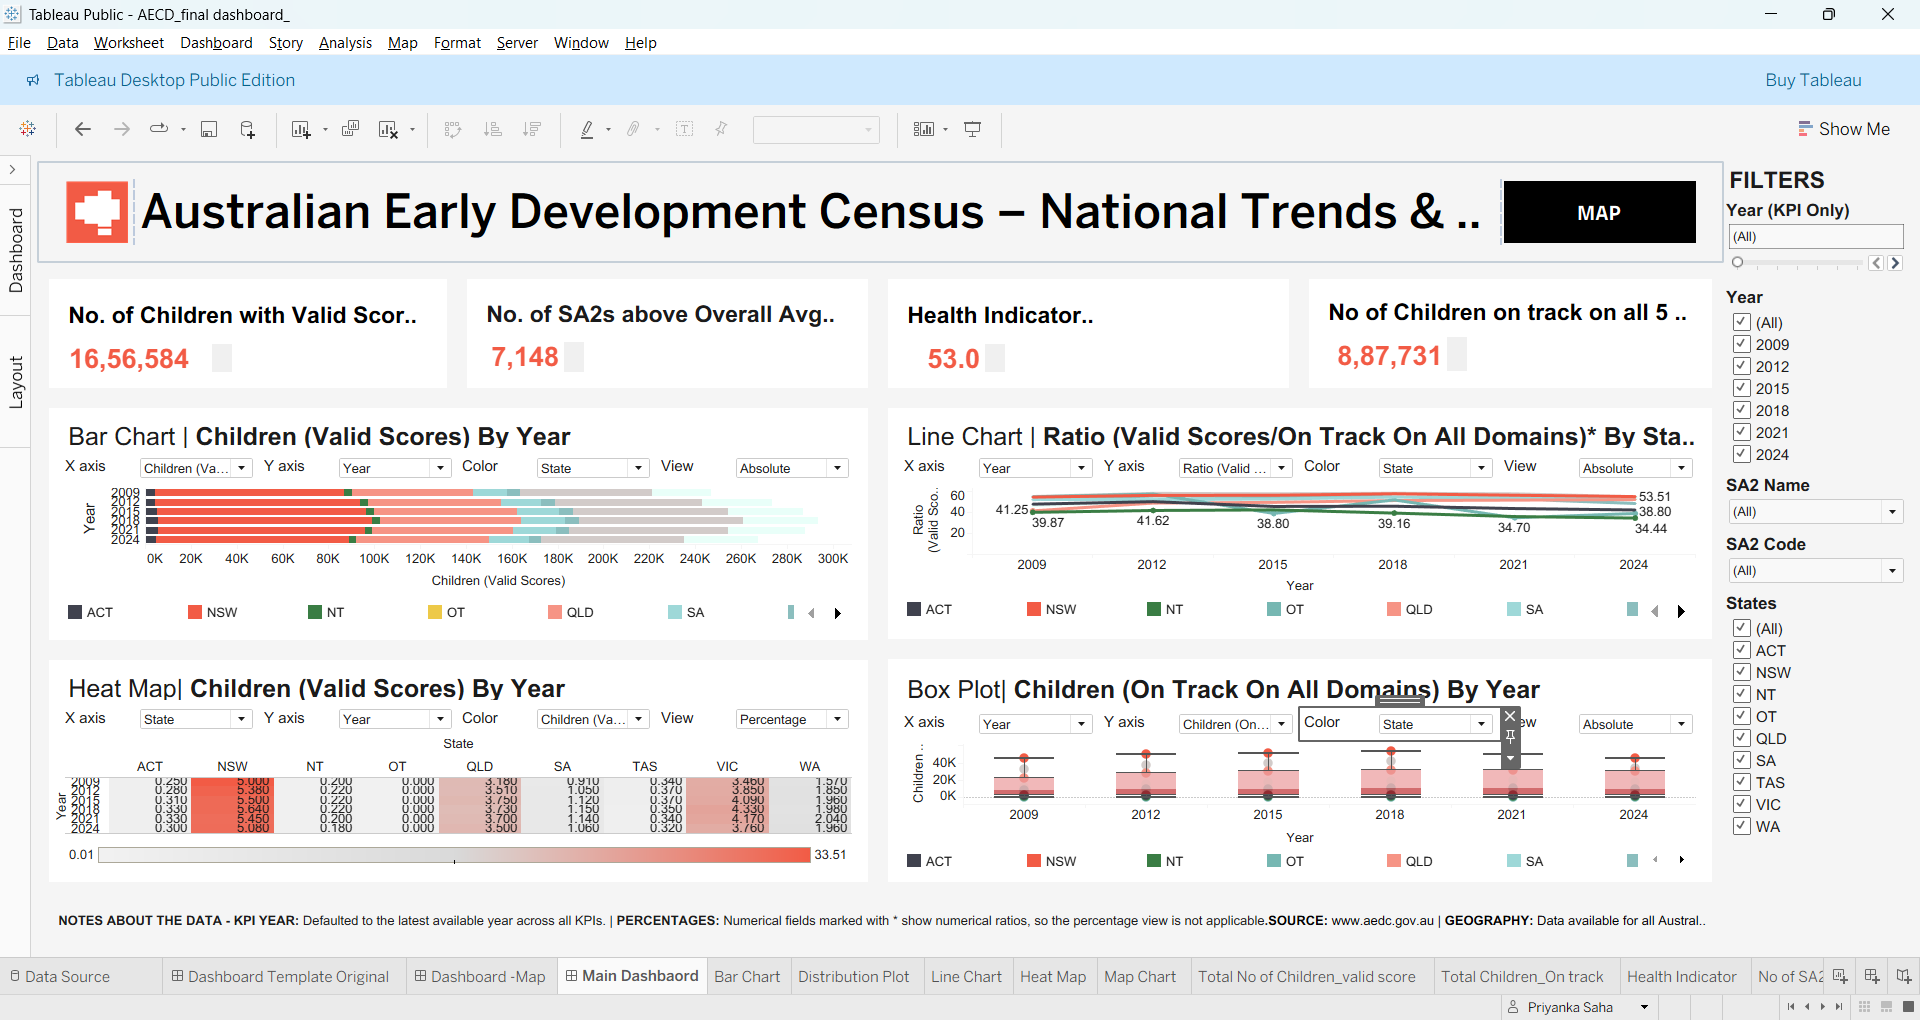 Tableau Public - AECD_final dashboard_
File Data Worksheet Dashboard Story Analysis Map Format Server Window Help
Tableau Desktop Public Edition Buy Tableau
Show Me
Dashboard
Layout
Australian Early Development Census – National Trends & ..
MAP
FILTERS
Year (KPI Only)
(All)
No. of Children with Valid Scor..
16,56,584
No. of SA2s above Overall Avg..
7,148
Health Indicator..
53.0
No of Children on track on all 5 ..
8,87,731
Year
(All)
2009
2012
2015
2018
2021
2024
SA2 Name
(All)
SA2 Code
(All)
States
(All)
ACT
NSW
NT
OT
QLD
SA
TAS
VIC
WA
Bar Chart | Children (Valid Scores) By Year
X axis Children (Va... Y axis Year Color State View Absolute
Year
2009
2012
2015
2018
2021
2024
0K 20K 40K 60K 80K 100K 120K 140K 160K 180K 200K 220K 240K 260K 280K 300K
Children (Valid Scores)
ACT NSW NT OT QLD SA
Line Chart | Ratio (Valid Scores/On Track On All Domains)* By Sta..
X axis Year Y axis Ratio (Valid ... Color State View Absolute
Ratio
(Valid Sco..
60
40
20
41.25
39.87 41.62 38.80 39.16 34.70
53.51
38.80
34.44
2009 2012 2015 2018 2021 2024
Year
ACT NSW NT OT QLD SA
Heat Map| Children (Valid Scores) By Year
X axis State Y axis Year Color Children (Va... View Percentage
State
ACT NSW NT OT QLD SA TAS VIC WA
Year
2009 0.250 5.000 0.200 0.000 3.180 0.910 0.340 3.460 1.570
2012 0.280 5.380 0.220 0.000 3.510 1.050 0.370 3.850 1.850
2015 0.310 5.500 0.220 0.000 3.750 1.120 0.370 4.090 1.960
2018 0.330 5.640 0.220 0.000 3.730 1.150 0.350 4.330 1.980
2021 0.330 5.450 0.200 0.000 3.700 1.140 0.340 4.170 2.040
2024 0.300 5.080 0.180 0.000 3.500 1.060 0.320 3.760 1.960
0.01 33.51
Box Plot| Children (On Track On All Domains) By Year
X axis Year Y axis Children (On... Color State ew Absolute
Children ..
40K
20K
0K
2009 2012 2015 2018 2021 2024
Year
ACT NSW NT OT QLD SA
NOTES ABOUT THE DATA - KPI YEAR: Defaulted to the latest available year across all KPIs. | PERCENTAGES: Numerical fields marked with * show numerical ratios, so the percentage view is not applicable.SOURCE: www.aedc.gov.au | GEOGRAPHY: Data available for all Austral..
Data Source Dashboard Template Original Dashboard -Map Main Dashbaord Bar Chart Distribution Plot Line Chart Heat Map Map Chart Total No of Children_valid score Total Children_On track Health Indicator No of SA2
Priyanka Saha